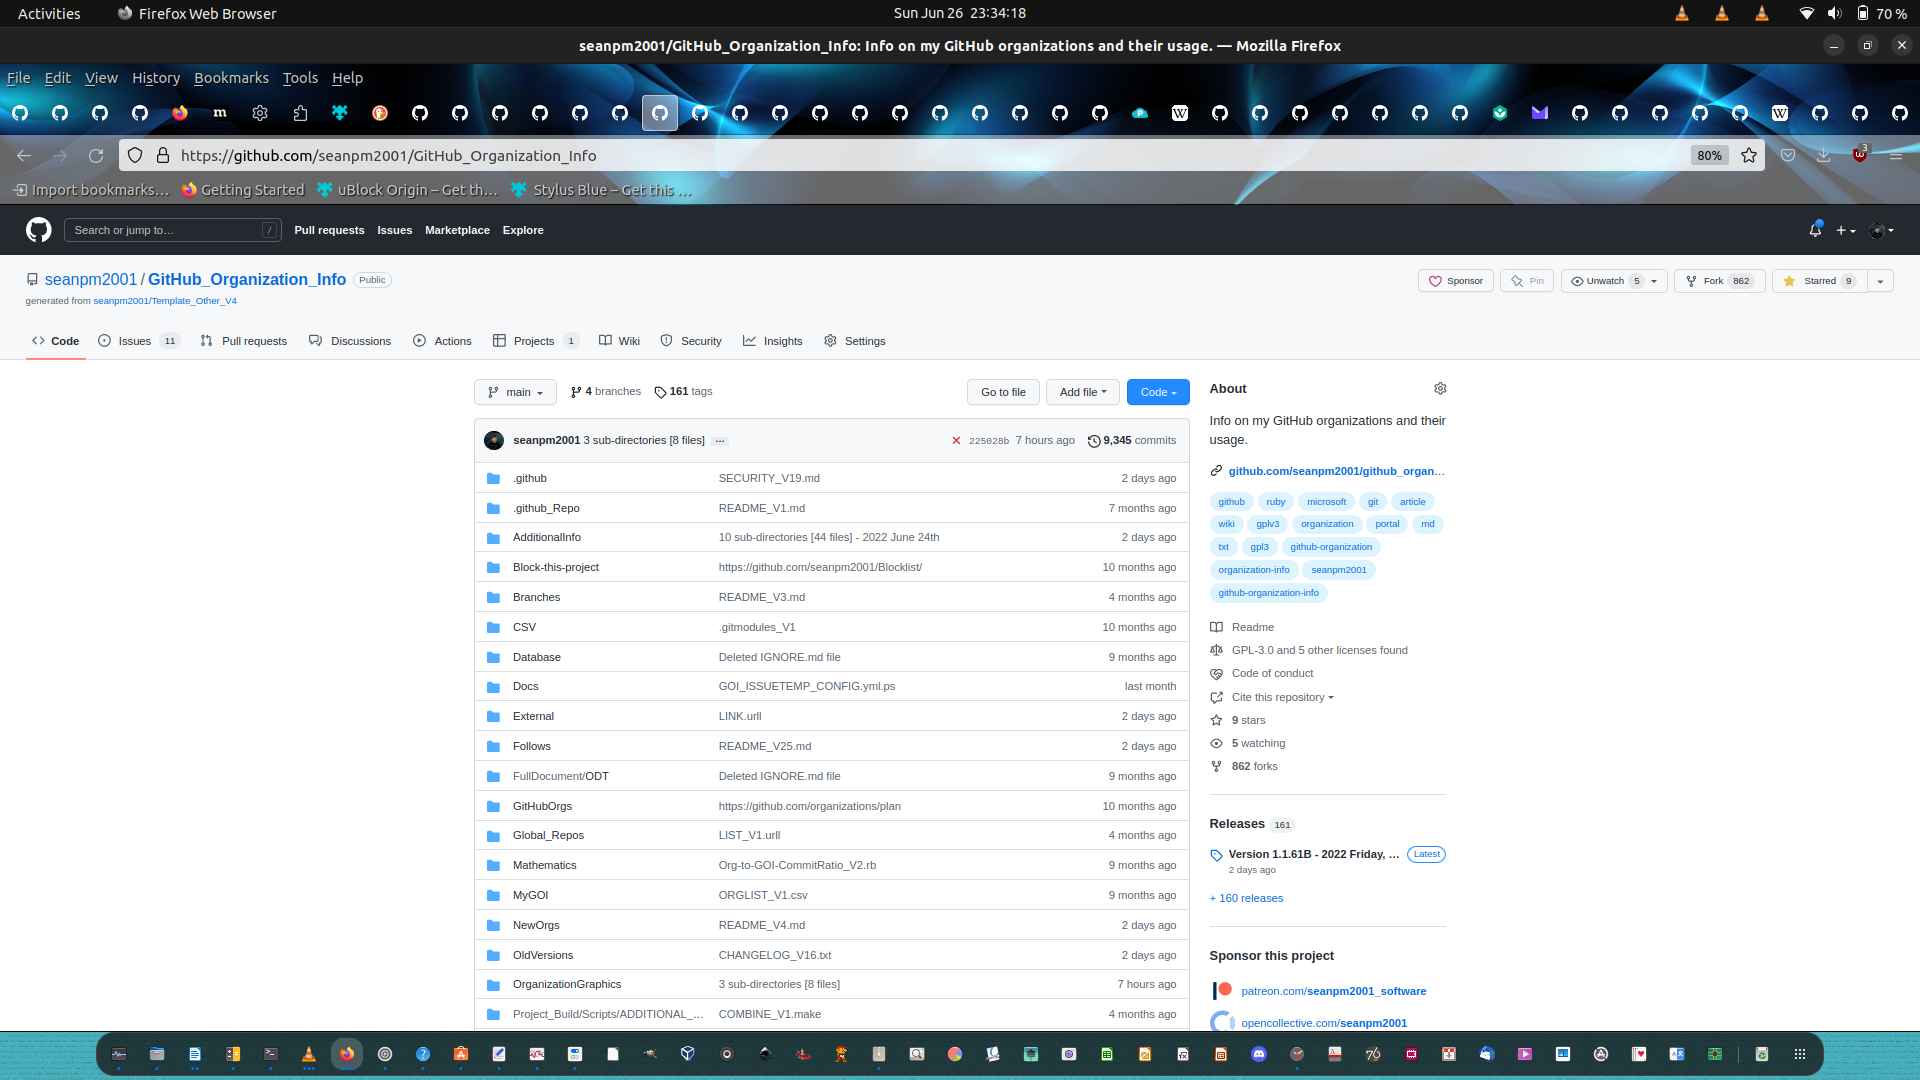 Activities
Firefox Web Browser
Sun Jun 26 23:34:18
70 %
seanpm2001/GitHub_Organization_Info: Info on my GitHub organizations and their usage. — Mozilla Firefox
File Edit View History Bookmarks Tools Help
https://github.com/seanpm2001/GitHub_Organization_Info
80%
3
Import bookmarks… Getting Started uBlock Origin – Get th… Stylus Blue – Get this …
Search or jump to… /
Pull requests Issues Marketplace Explore
seanpm2001 / GitHub_Organization_Info Public
generated from seanpm2001/Template_Other_V4
Sponsor Pin Unwatch 5 Fork 862 Starred 9
Code Issues 11 Pull requests Discussions Actions Projects 1 Wiki Security Insights Settings
main 4 branches 161 tags Go to file Add file Code
seanpm2001 3 sub-directories [8 files] ... 225028b 7 hours ago 9,345 commits
.github SECURITY_V19.md 2 days ago
.github_Repo README_V1.md 7 months ago
AdditionalInfo 10 sub-directories [44 files] - 2022 June 24th 2 days ago
Block-this-project https://github.com/seanpm2001/Blocklist/ 10 months ago
Branches README_V3.md 4 months ago
CSV .gitmodules_V1 10 months ago
Database Deleted IGNORE.md file 9 months ago
Docs GOI_ISSUETEMP_CONFIG.yml.ps last month
External LINK.urll 2 days ago
Follows README_V25.md 2 days ago
FullDocument/ODT Deleted IGNORE.md file 9 months ago
GitHubOrgs https://github.com/organizations/plan 10 months ago
Global_Repos LIST_V1.urll 4 months ago
Mathematics Org-to-GOI-CommitRatio_V2.rb 9 months ago
MyGOI ORGLIST_V1.csv 9 months ago
NewOrgs README_V4.md 2 days ago
OldVersions CHANGELOG_V16.txt 2 days ago
OrganizationGraphics 3 sub-directories [8 files] 7 hours ago
Project_Build/Scripts/ADDITIONAL_… COMBINE_V1.make 4 months ago
About
Info on my GitHub organizations and their
usage.
github.com/seanpm2001/github_organ…
github ruby microsoft git article
wiki gplv3 organization portal md
txt gpl3 github-organization
organization-info seanpm2001
github-organization-info
Readme
GPL-3.0 and 5 other licenses found
Code of conduct
Cite this repository
9 stars
5 watching
862 forks
Releases 161
Version 1.1.61B - 2022 Friday, … Latest
2 days ago
+ 160 releases
Sponsor this project
patreon.com/seanpm2001_software
opencollective.com/seanpm2001